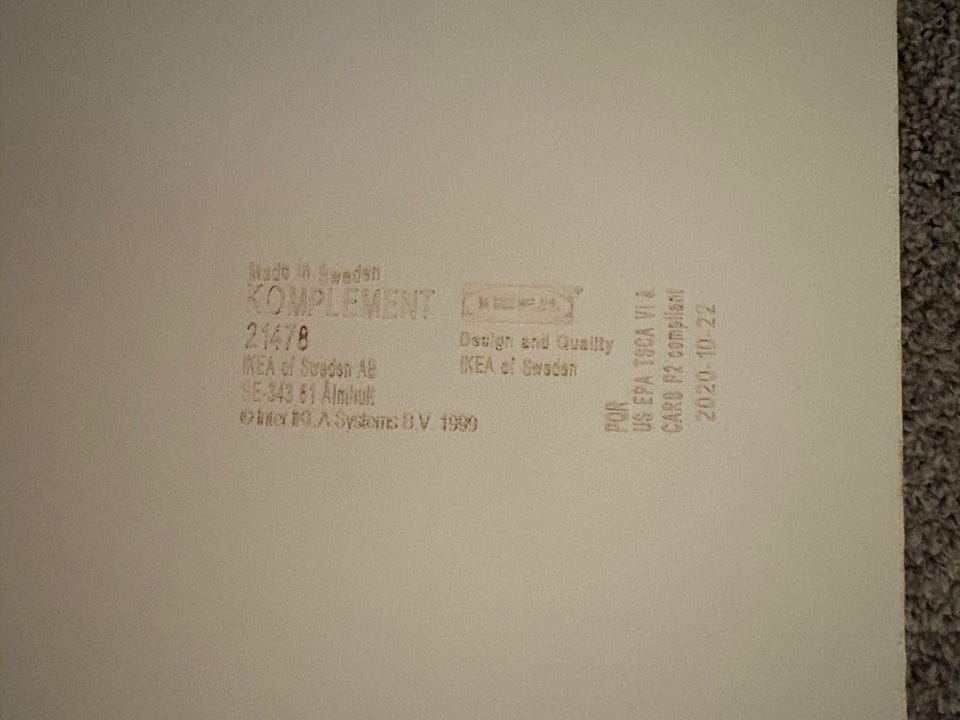 Made in Sweden
KOMPLEMENT
21478
IKEA of Sweden AB
SE-343 81 Älmhult
© Inter IKEA Systems B.V. 1999
IKEA
Design and Quality
IKEA of Sweden
POR
US EPA TSCA VI &
CARB P2 compliant
2020-10-22